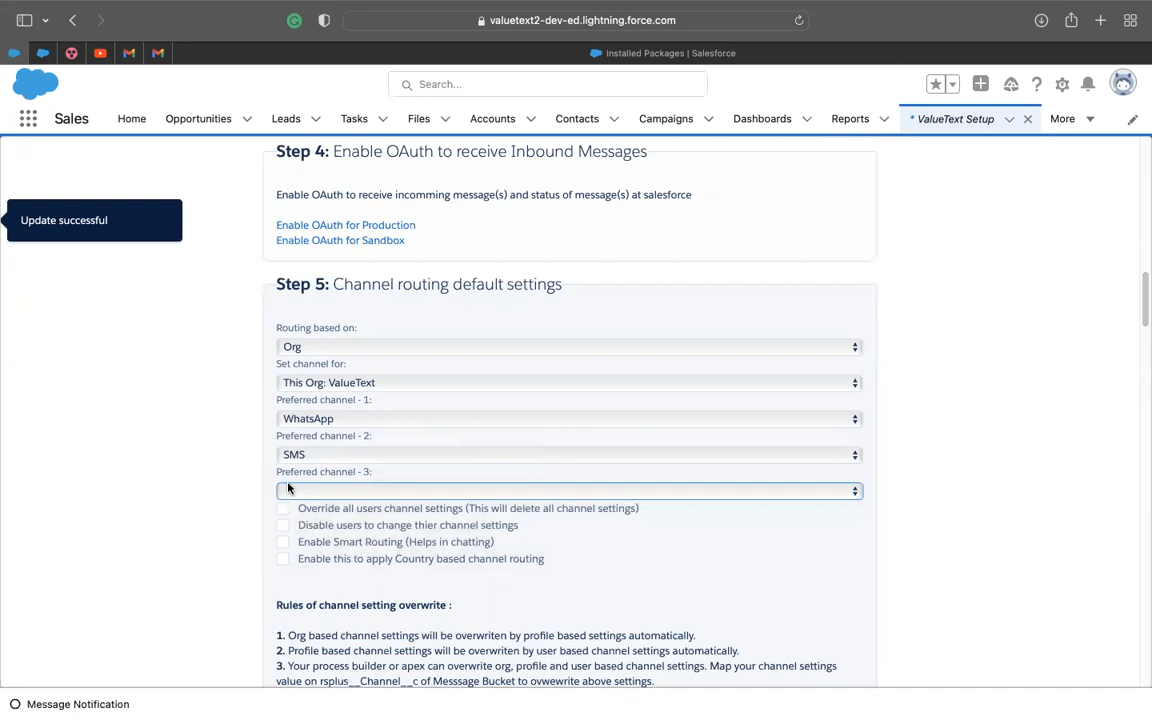 valuetext2-dev-ed.lightning.force.com
Installed Packages | Salesforce
Search...
Sales
Home
Opportunities
Leads
Tasks
Files
Accounts
Contacts
Campaigns
Dashboards
Reports
* ValueText Setup
More
Step 4: Enable OAuth to receive Inbound Messages
Enable OAuth to receive incomming message(s) and status of message(s) at salesforce
Update successful
Enable OAuth for Production
Enable OAuth for Sandbox
Step 5: Channel routing default settings
Routing based on:
Org
Set channel for:
This Org: ValueText
Preferred channel - 1:
WhatsApp
Preferred channel - 2:
SMS
Preferred channel - 3:
Override all users channel settings (This will delete all channel settings)
Disable users to change thier channel settings
Enable Smart Routing (Helps in chatting)
Enable this to apply Country based channel routing
Rules of channel setting overwrite :
1. Org based channel settings will be overwriten by profile based settings automatically.
2. Profile based channel settings will be overwriten by user based channel settings automatically.
3. Your process builder or apex can overwrite org, profile and user based channel settings. Map your channel settings
value on rsplus__Channel__c of Messsage Bucket to ovwewrite above settings.
Message Notification